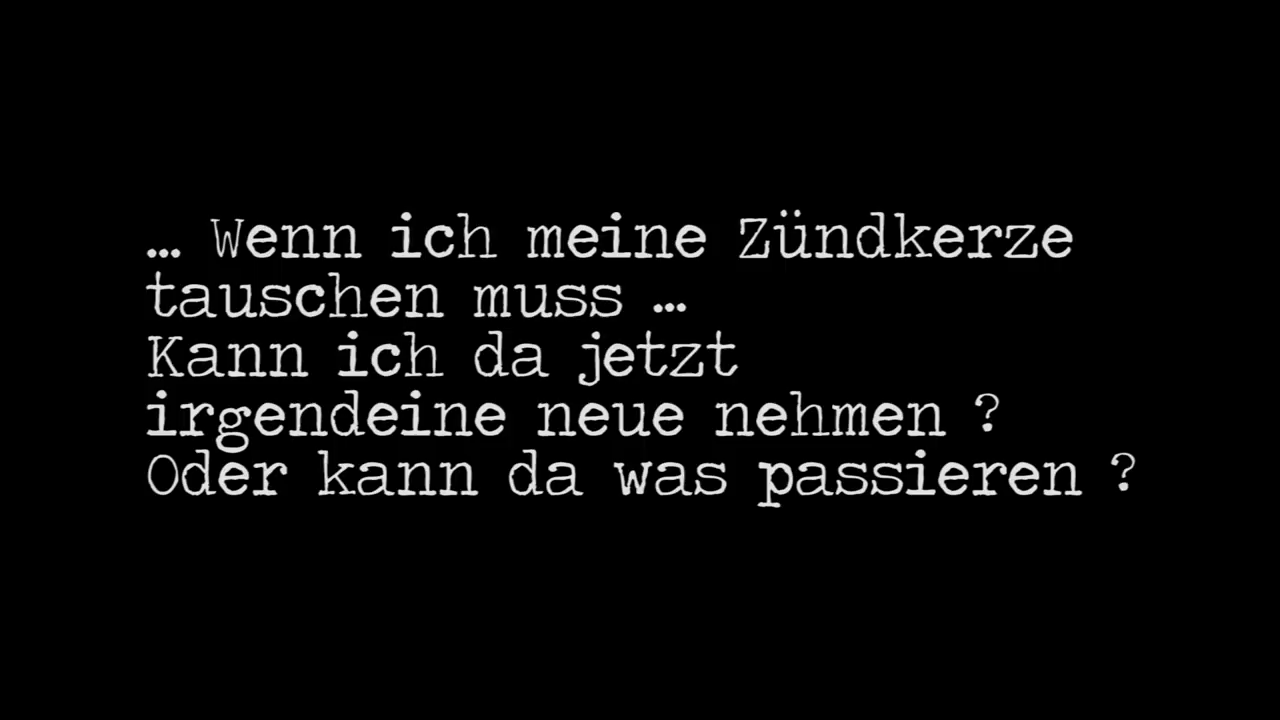 … Wenn ich meine Zündkerze
tauschen muss …
Kann ich da jetzt
irgendeine neue nehmen ?
Oder kann da was passieren ?